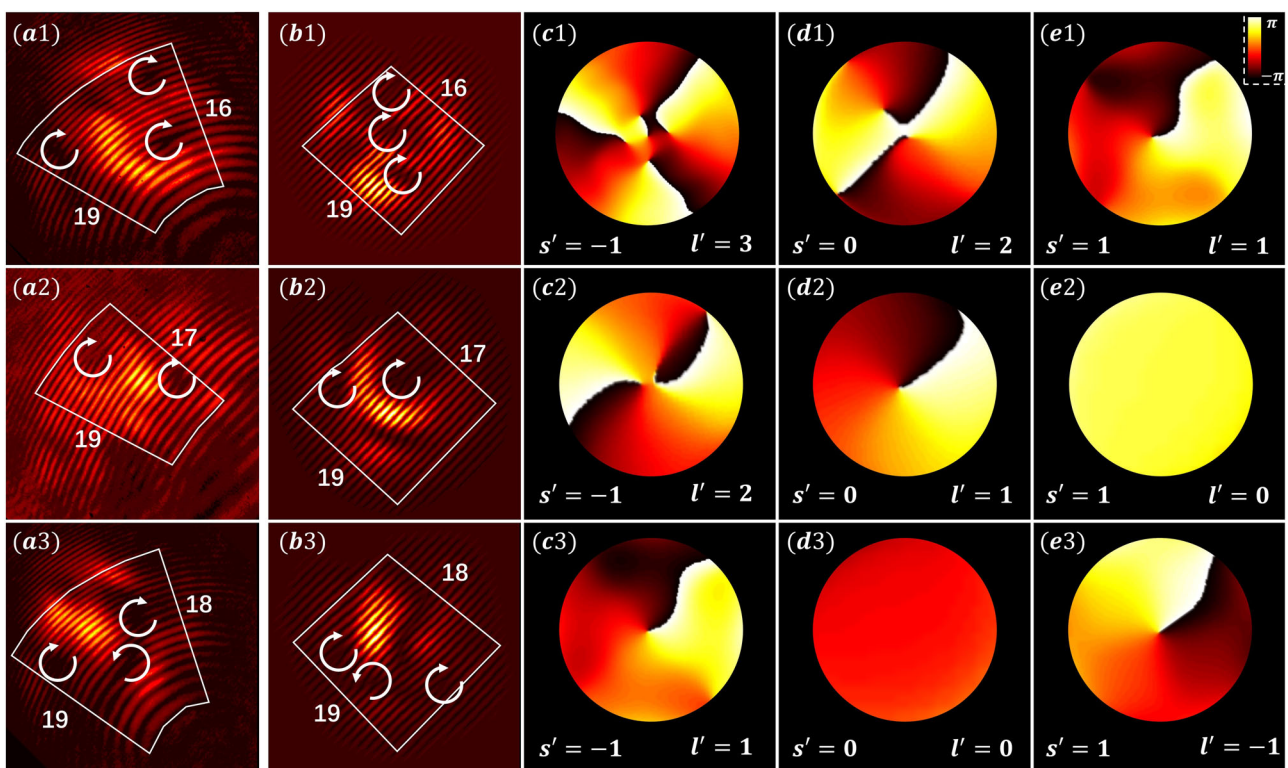 (a1)
16
19
(b1)
16
19
(c1)
s′ = −1 l′ = 3
(d1)
s′ = 0 l′ = 2
(e1)
π
−π
s′ = 1 l′ = 1
(a2)
17
19
(b2)
17
19
(c2)
s′ = −1 l′ = 2
(d2)
s′ = 0 l′ = 1
(e2)
s′ = 1 l′ = 0
(a3)
18
19
(b3)
18
19
(c3)
s′ = −1 l′ = 1
(d3)
s′ = 0 l′ = 0
(e3)
s′ = 1 l′ = −1